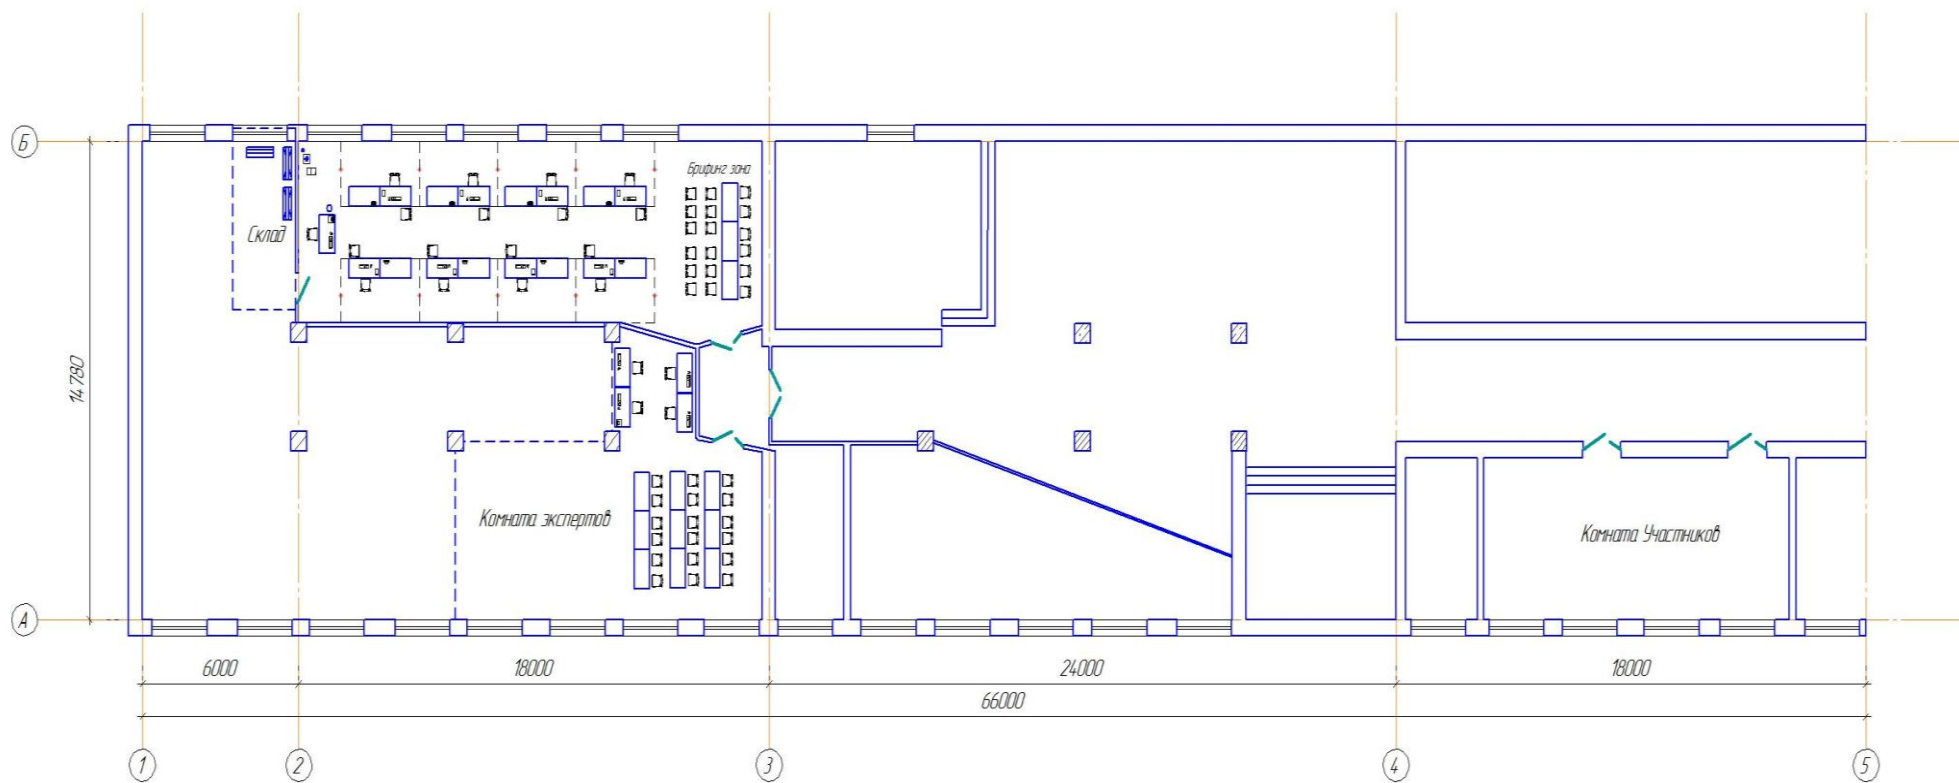 Б
Брифинг зона
Склад
14780
Комната экспертов
Комната Участников
А
6000
18000
24000
18000
66000
1
2
3
4
5